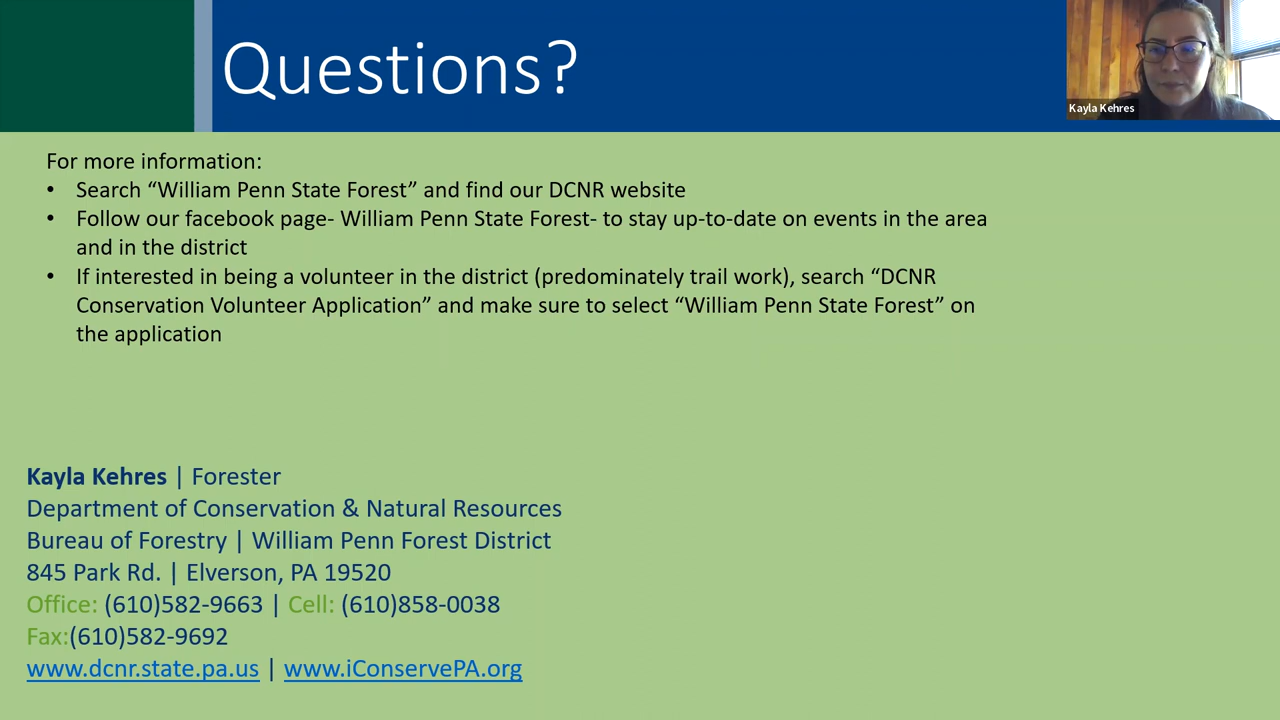 Questions?
Kayla Kehres
For more information:
• Search “William Penn State Forest” and find our DCNR website
• Follow our facebook page- William Penn State Forest- to stay up-to-date on events in the area
and in the district
• If interested in being a volunteer in the district (predominately trail work), search “DCNR
Conservation Volunteer Application” and make sure to select “William Penn State Forest” on
the application
Kayla Kehres | Forester
Department of Conservation & Natural Resources
Bureau of Forestry | William Penn Forest District
845 Park Rd. | Elverson, PA 19520
Office: (610)582-9663 | Cell: (610)858-0038
Fax:(610)582-9692
www.dcnr.state.pa.us | www.iConservePA.org